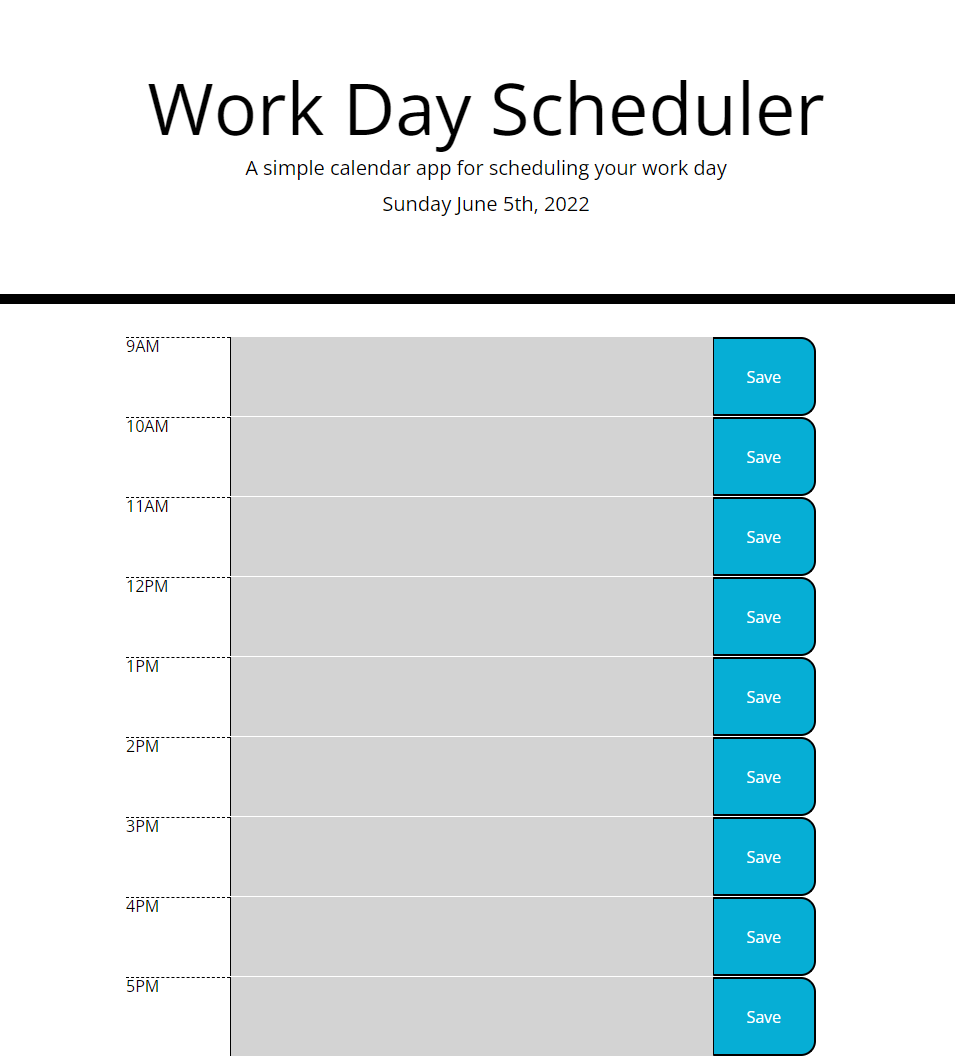 Work Day Scheduler
A simple calendar app for scheduling your work day
Sunday June 5th, 2022
9AM
Save
10AM
Save
11AM
Save
12PM
Save
1PM
Save
2PM
Save
3PM
Save
4PM
Save
5PM
Save